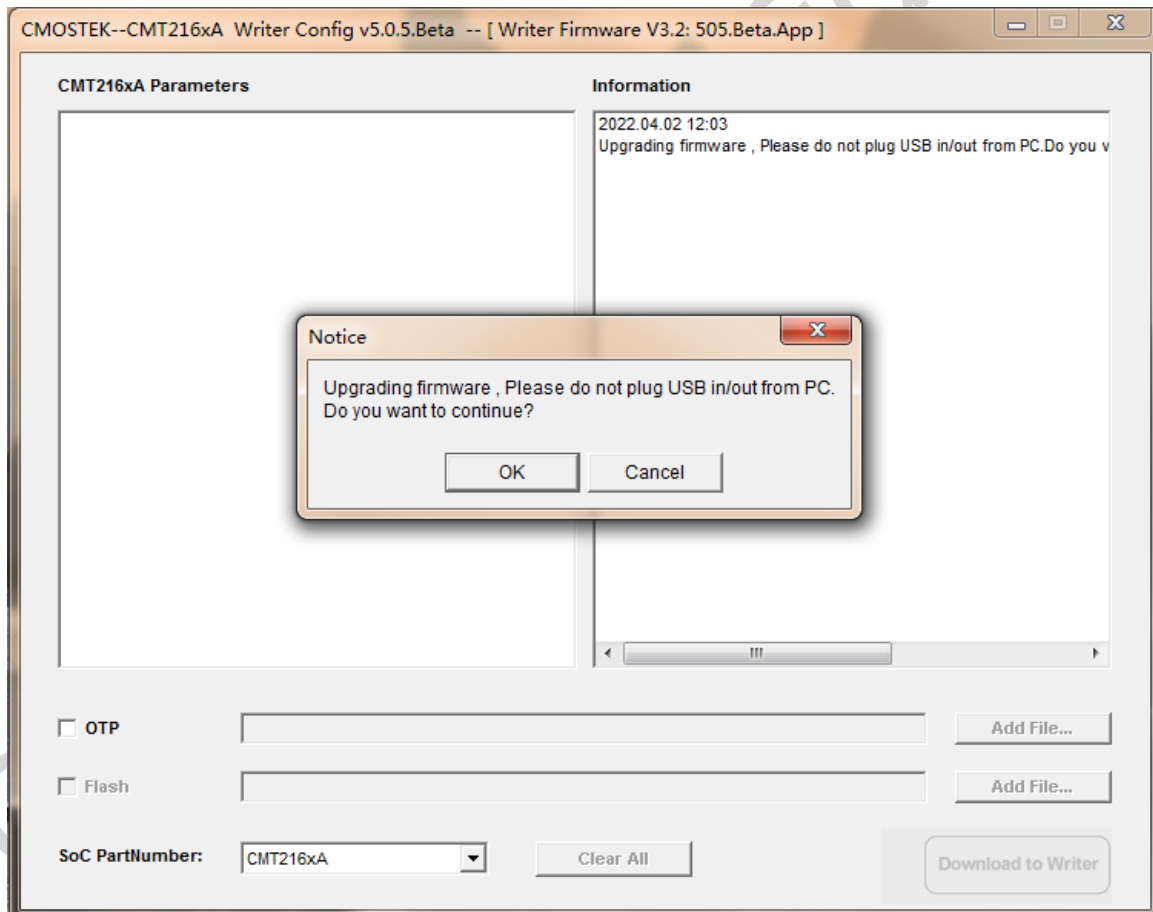 CMOSTEK--CMT216xA Writer Config v5.0.5.Beta -- [ Writer Firmware V3.2: 505.Beta.App ]
CMT216xA Parameters
Information
2022.04.02 12:03
Upgrading firmware , Please do not plug USB in/out from PC.Do you
Notice
Upgrading firmware , Please do not plug USB in/out from PC.
Do you want to continue?
OK
Cancel
OTP
Add File...
Flash
Add File...
SoC PartNumber:
CMT216xA
Clear All
Download to Writer